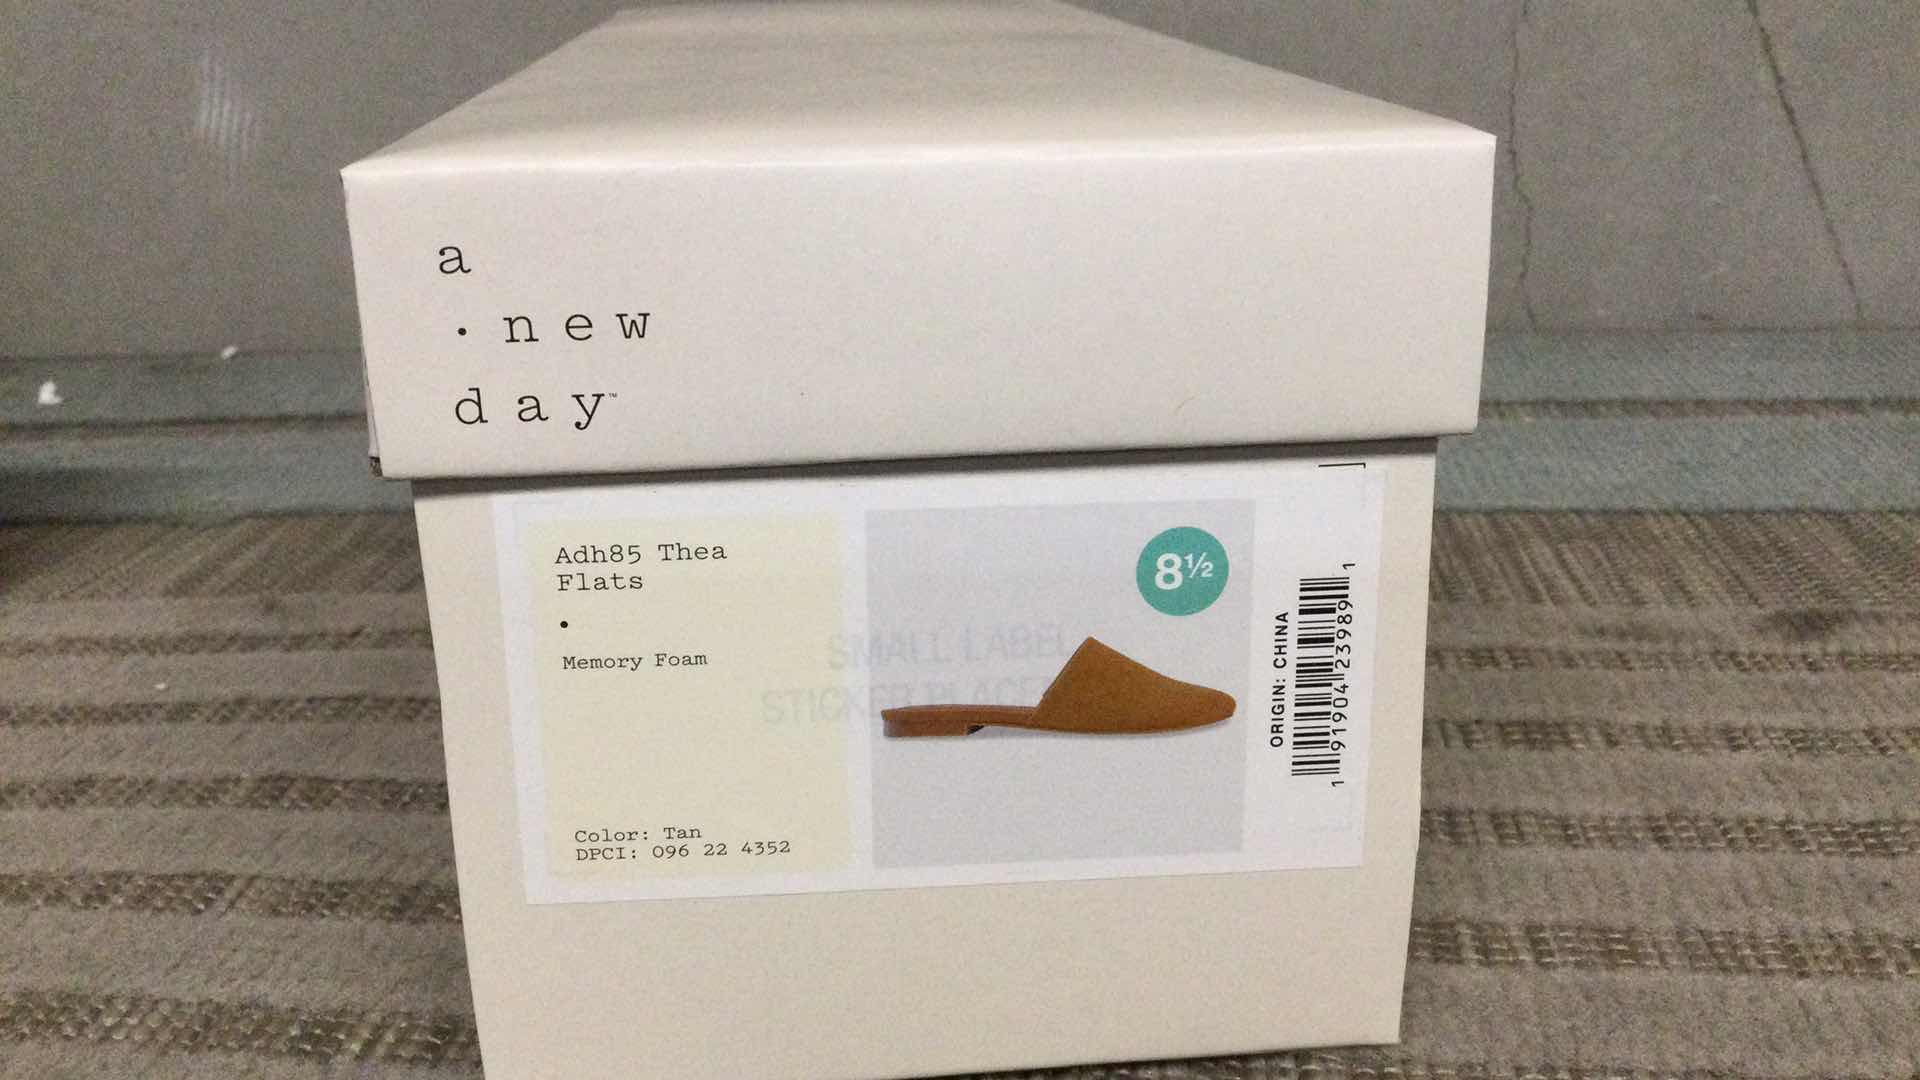 a
· new
day™
Adh85 Thea
Flats
•
Memory Foam
Color: Tan
DPCI: 096 22 4352
SMALL LABEL
STICKER PLACE
8½
ORIGIN: CHINA
1 91904 23989 1